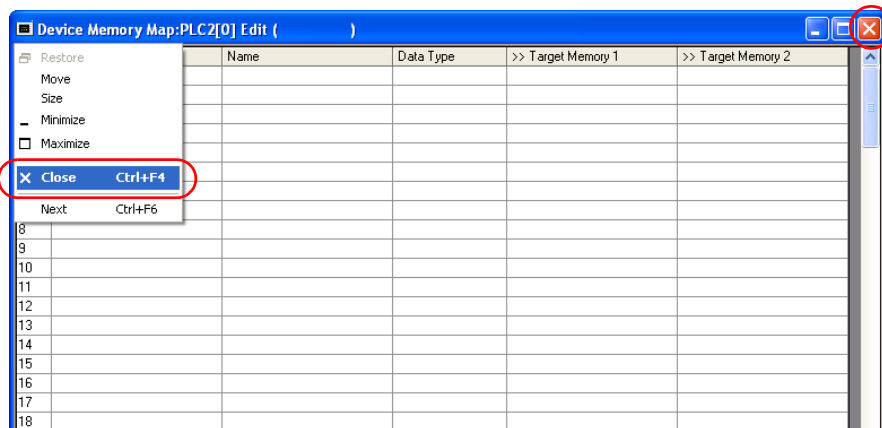 Device Memory Map:PLC2[0] Edit (          )
Restore Name Data Type >> Target Memory 1 >> Target Memory 2
Move
Size
Minimize
Maximize
Close Ctrl+F4
Next Ctrl+F6
8
9
10
11
12
13
14
15
16
17
18